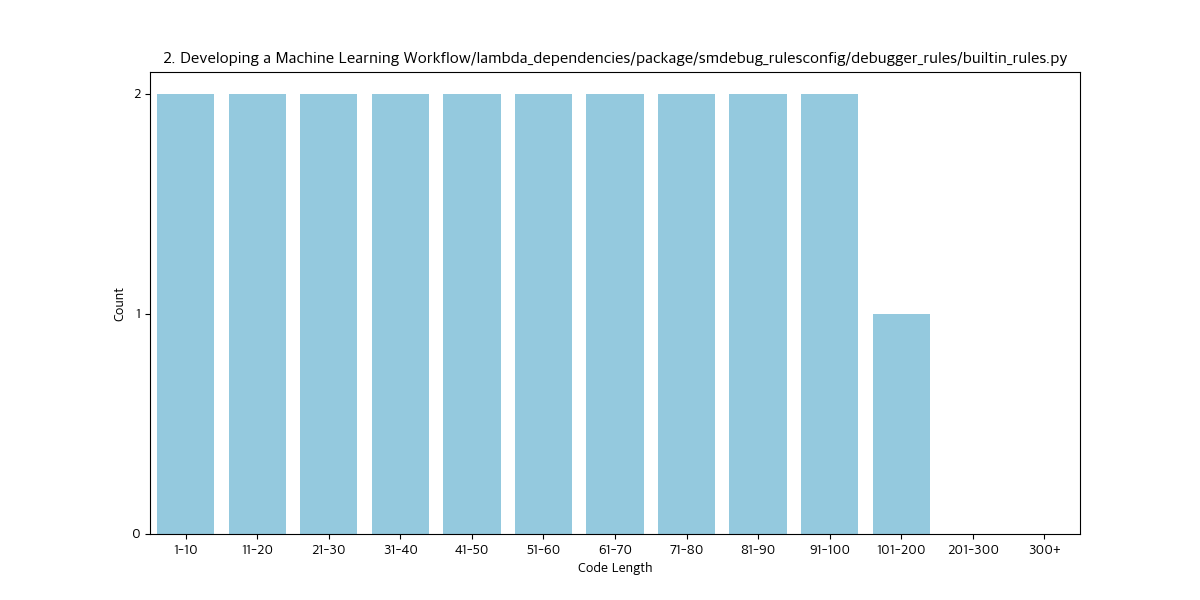 2. Developing a Machine Learning Workflow/lambda_dependencies/package/smdebug_rulesconfig/debugger_rules/builtin_rules.py
2
1
0
Count
1-10 11-20 21-30 31-40 41-50 51-60 61-70 71-80 81-90 91-100 101-200 201-300 300+
Code Length